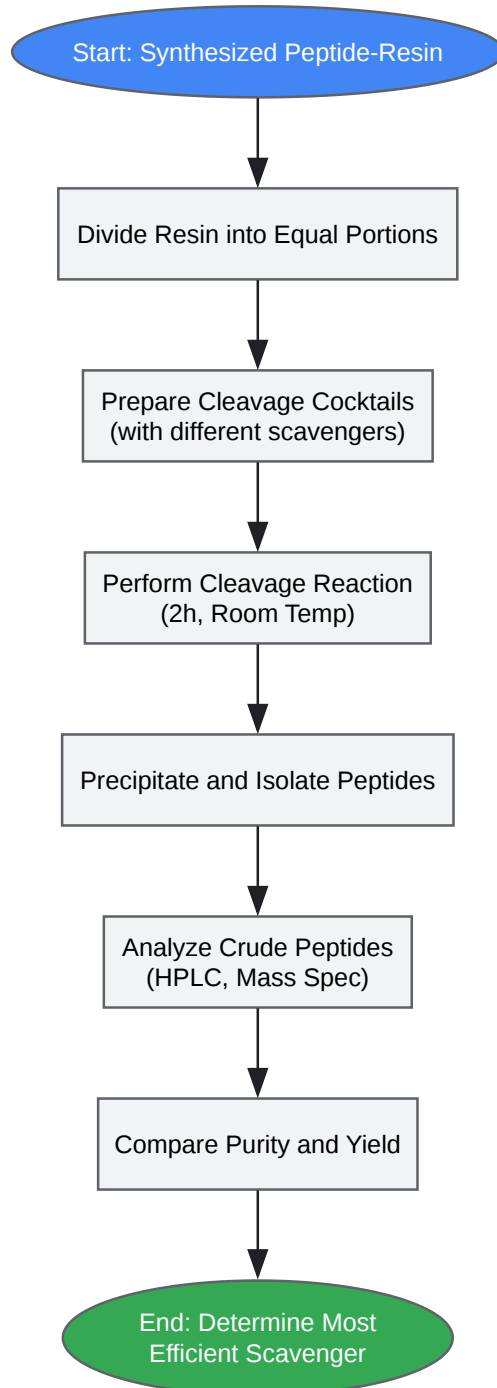 Start: Synthesized Peptide-Resin
Divide Resin into Equal Portions
Prepare Cleavage Cocktails
(with different scavengers)
Perform Cleavage Reaction
(2h, Room Temp)
Precipitate and Isolate Peptides
Analyze Crude Peptides
(HPLC, Mass Spec)
Compare Purity and Yield
End: Determine Most
Efficient Scavenger